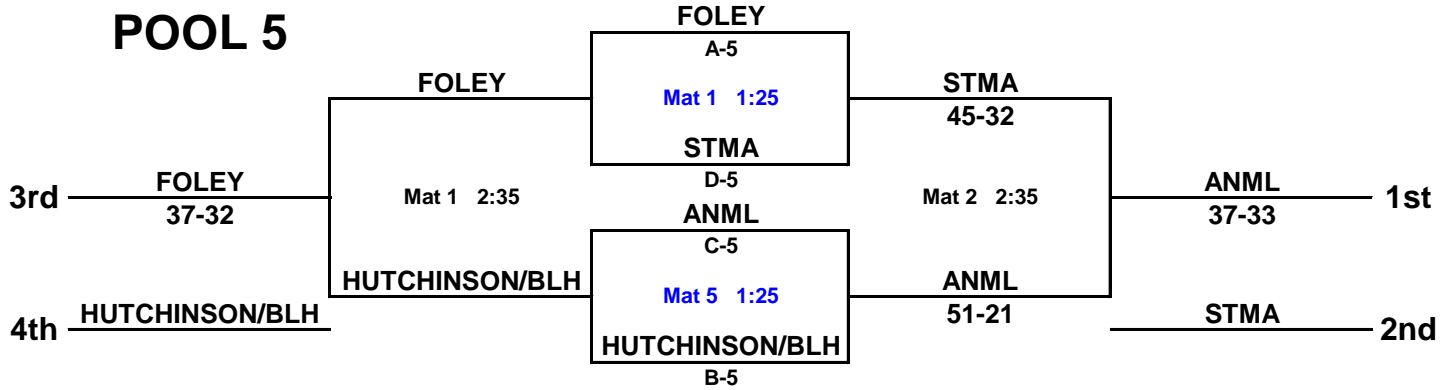 POOL 5
FOLEY
A-5
FOLEY
Mat 1 1:25
STMA
45-32
STMA
D-5
3rd
FOLEY
37-32
Mat 1 2:35
Mat 2 2:35
ANML
37-33
1st
ANML
C-5
HUTCHINSON/BLH
Mat 5 1:25
ANML
51-21
4th
HUTCHINSON/BLH
STMA
2nd
HUTCHINSON/BLH
B-5